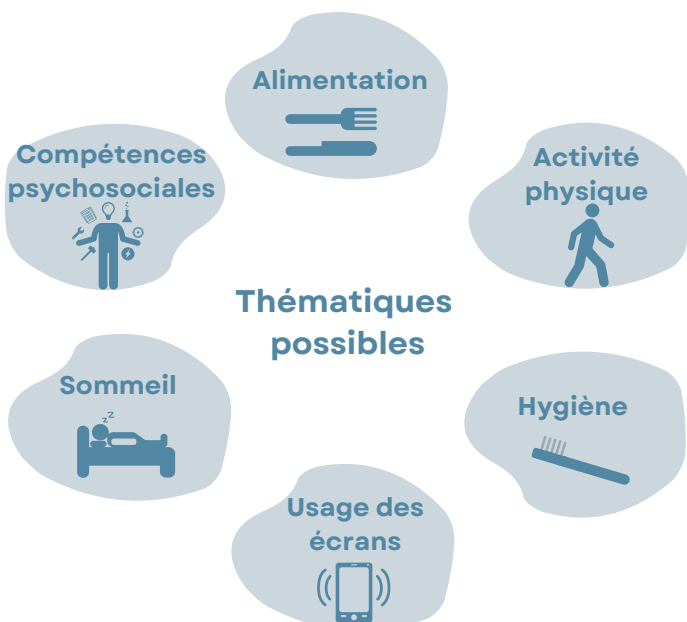 Alimentation
Compétences
psychosociales
Activité
physique
Thématiques
possibles
Sommeil
Hygiène
Usage des
écrans
z z